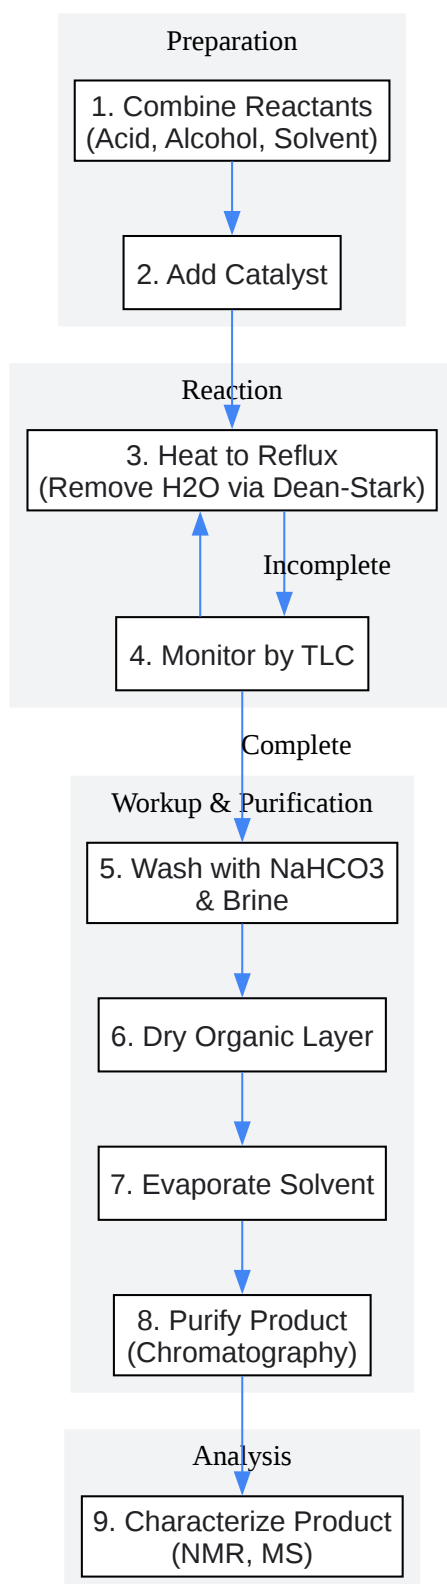 Preparation
1. Combine Reactants
(Acid, Alcohol, Solvent)
2. Add Catalyst
Reaction
3. Heat to Reflux
(Remove H2O via Dean-Stark)
Incomplete
4. Monitor by TLC
Complete
Workup & Purification
5. Wash with NaHCO3
& Brine
6. Dry Organic Layer
7. Evaporate Solvent
8. Purify Product
(Chromatography)
Analysis
9. Characterize Product
(NMR, MS)